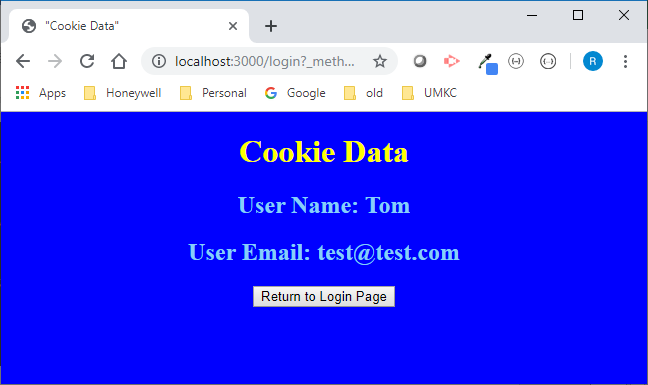 "Cookie Data"
localhost:3000/login?_meth...
Apps Honeywell Personal Google old UMKC
R
Cookie Data
User Name: Tom
User Email: test@test.com
Return to Login Page